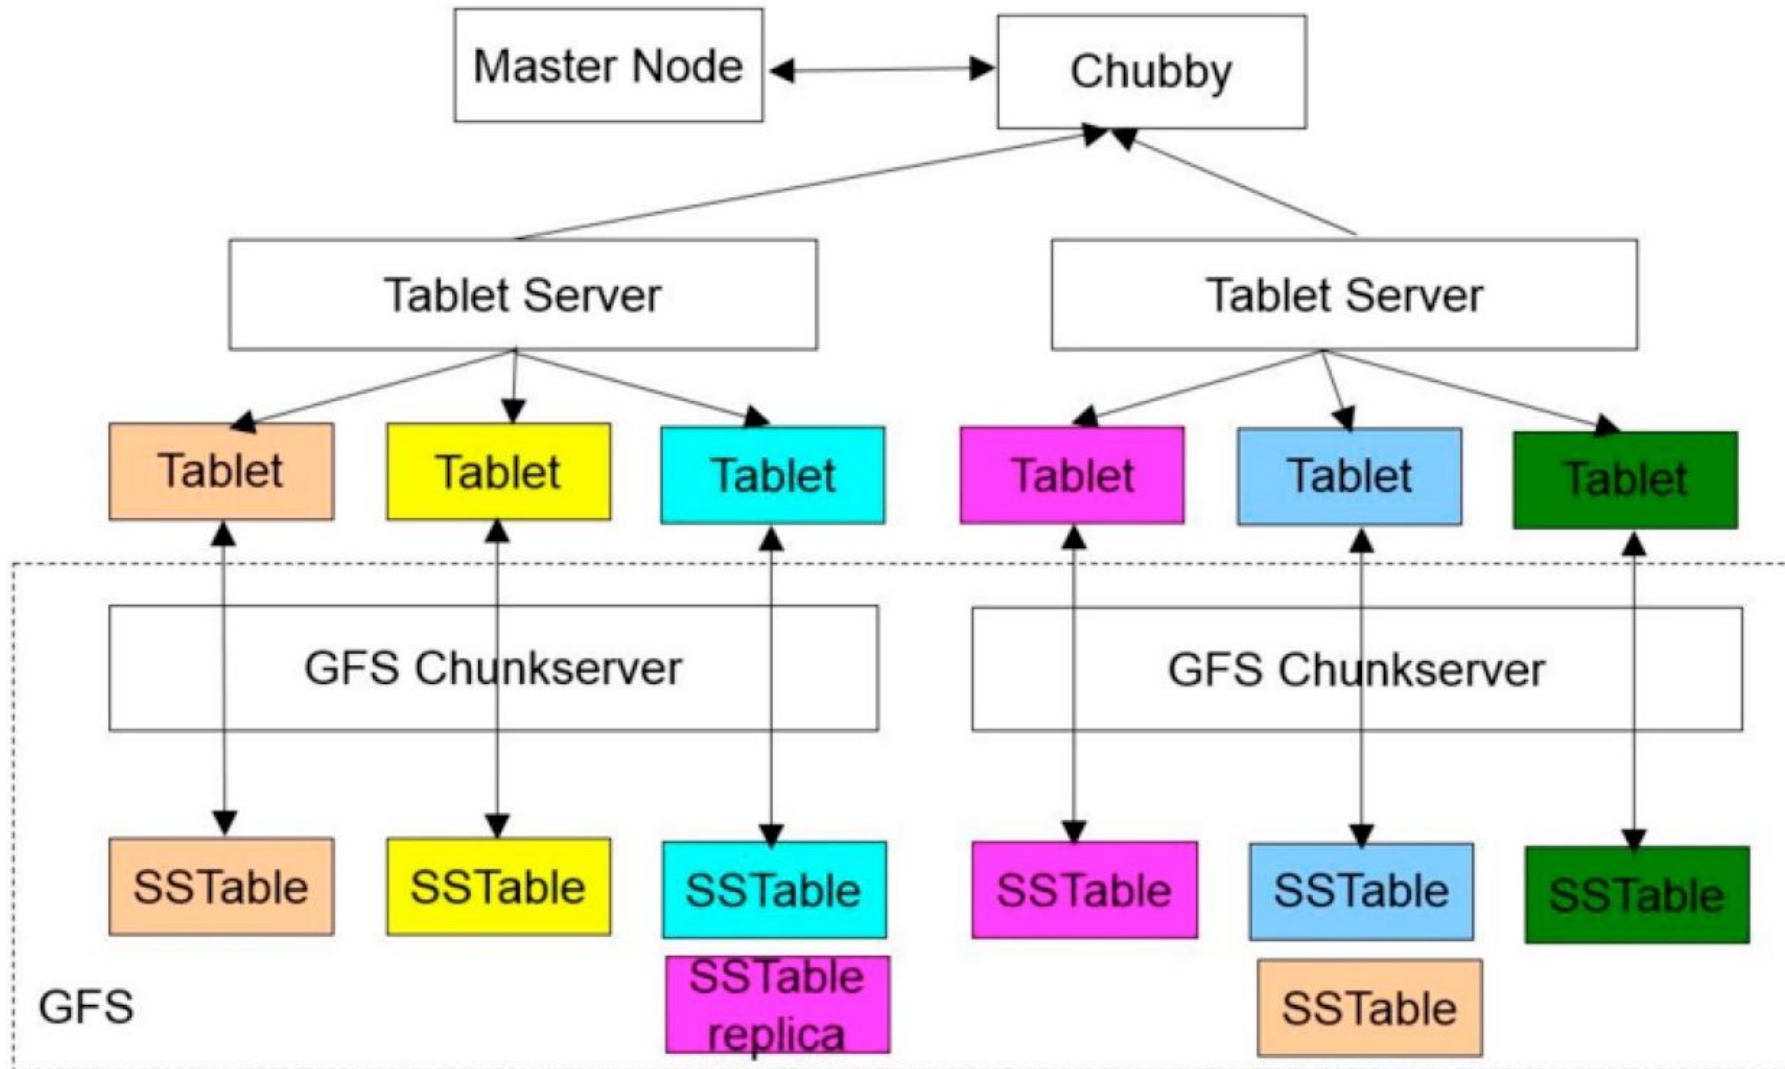 Master Node
Chubby
Tablet Server
Tablet Server
Tablet
Tablet
Tablet
Tablet
Tablet
Tablet
GFS Chunkserver
GFS Chunkserver
SSTable
SSTable
SSTable
SSTable
SSTable
SSTable
SSTable
replica
SSTable
GFS